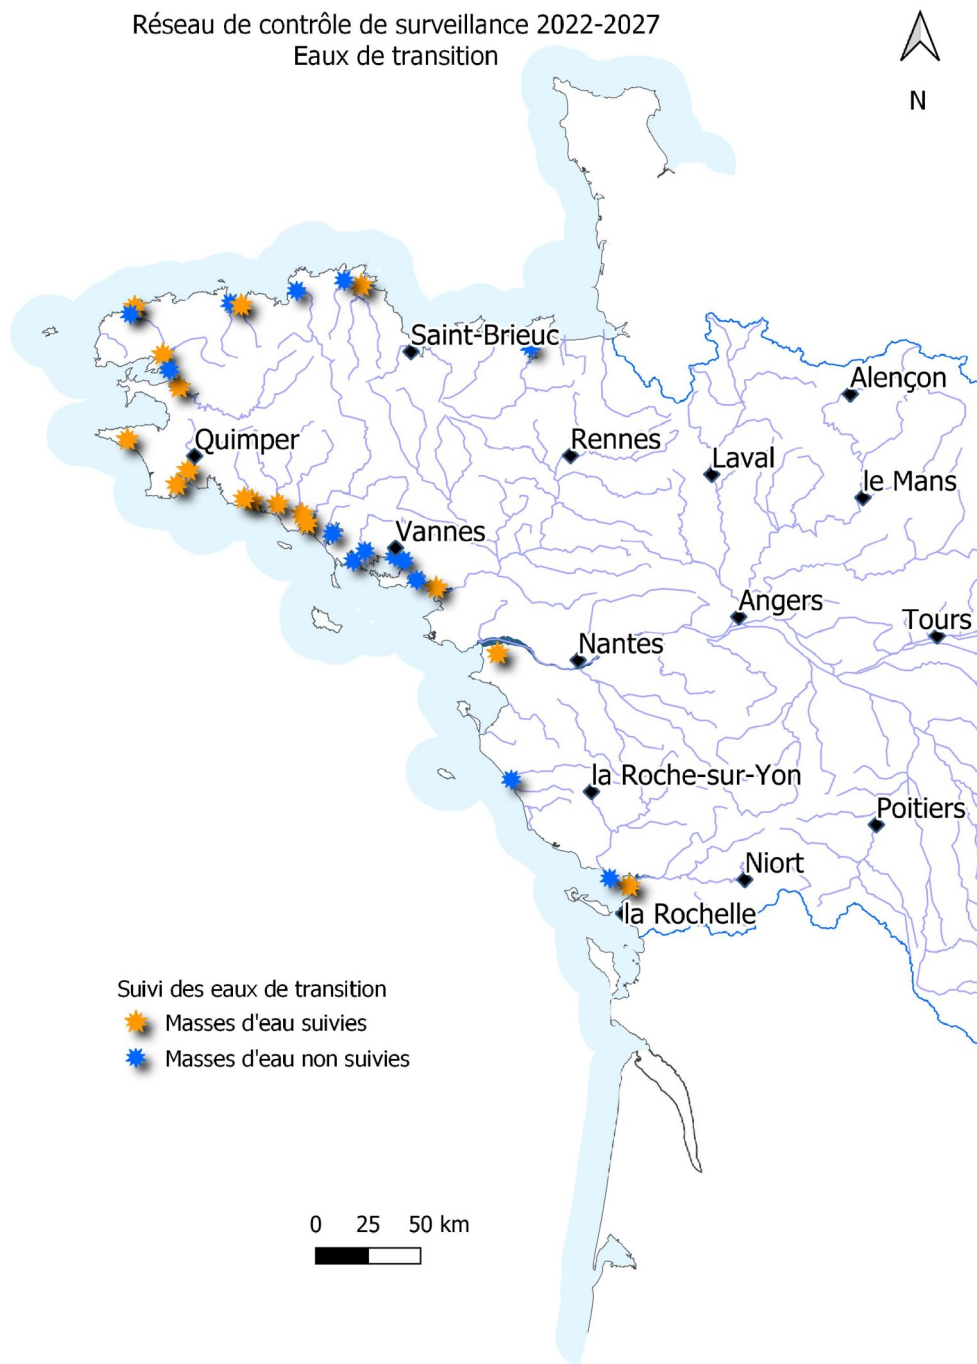 Réseau de contrôle de surveillance 2022-2027
Eaux de transition
N
Saint-Brieuc
Alençon
Quimper
Rennes
Laval
le Mans
Vannes
Angers
Tours
Nantes
la Roche-sur-Yon
Poitiers
Niort
la Rochelle
Suivi des eaux de transition
Masses d'eau suivies
Masses d'eau non suivies
0 25 50 km